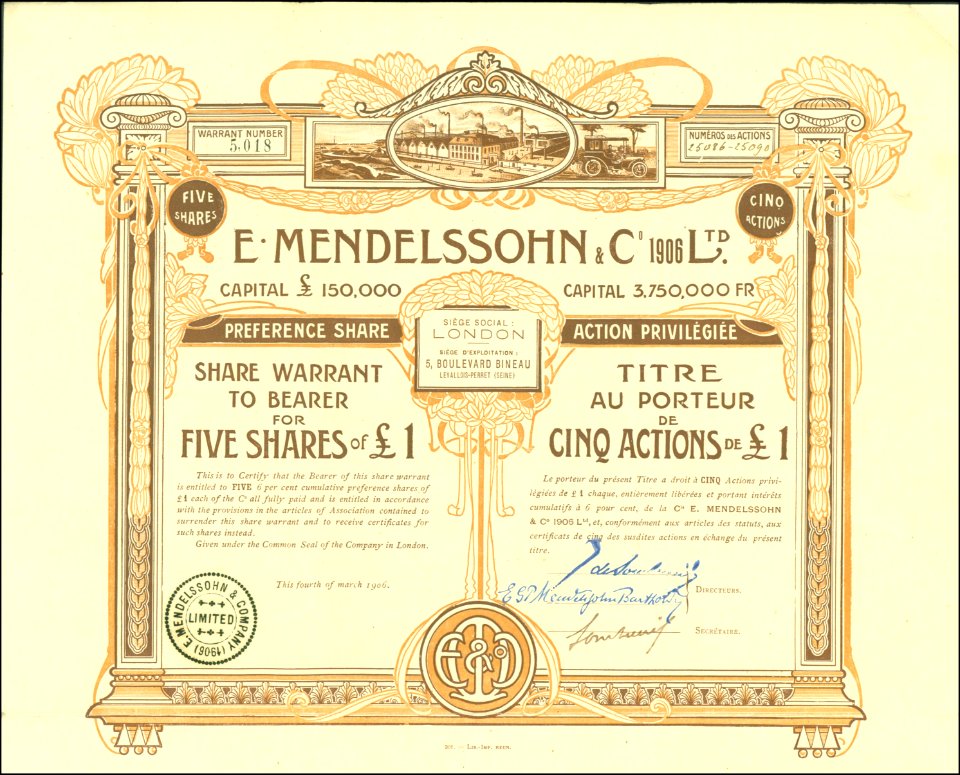 WARRANT NUMBER
5,018
NUMÉROS DES ACTIONS
25086-25090
FIVE
SHARES
CINQ
ACTIONS
E. MENDELSSOHN & Cº 1906 LTD.
CAPITAL £ 150,000
CAPITAL 3,750,000 FR
PREFERENCE SHARE
SIÈGE SOCIAL :
LONDON
SIÈGE D'EXPLOITATION :
5, BOULEVARD BINEAU
LEVALLOIS-PERRET (SEINE)
ACTION PRIVILÉGIÉE
SHARE WARRANT
TO BEARER
FOR
FIVE SHARES OF £ 1
This is to Certify that the Bearer of this share warrant
is entitled to FIVE 6 per cent cumulative preference shares of
£1 each of the Cº all fully paid and is entitled in accordance
with the provisions in the articles of Association contained to
surrender this share warrant and to receive certificates for
such shares instead.
Given under the Common Seal of the Company in London.
This fourth of march 1906.
TITRE
AU PORTEUR
DE
CINQ ACTIONS DE £ 1
Le porteur du présent Titre a droit à CINQ Actions privi-
légiées de £ 1 chaque, entièrement libérées et portant intérêts
cumulatifs à 6 pour cent, de la Cie E. MENDELSSOHN
& Cº 1906 Ltd, et, conformément aux articles des statuts, aux
certificats de cinq des susdites actions en échange du présent
titre.
E. MENDELSSOHN & COMPANY (1906)
LIMITED
DIRECTEURS.
SECRÉTAIRE.
E & Cº